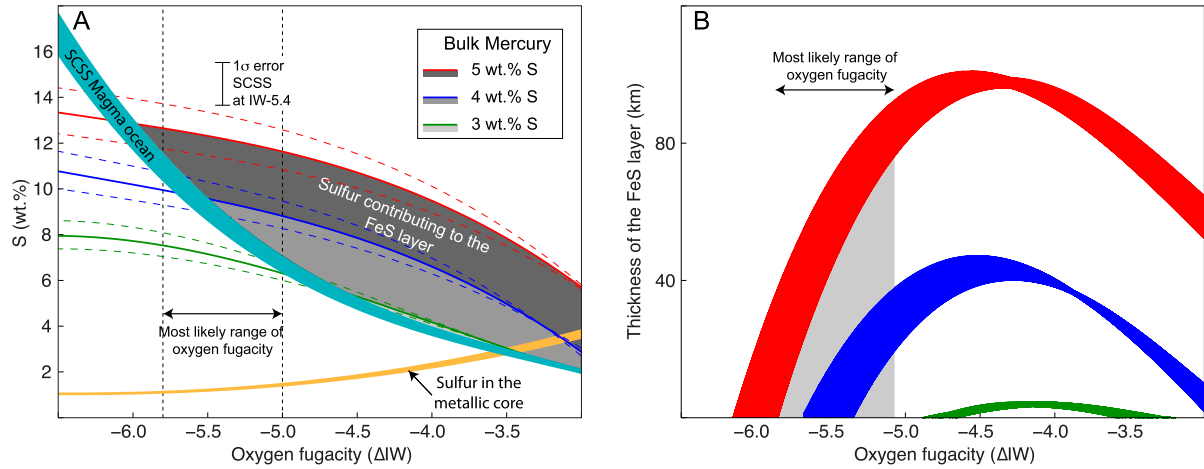 A
16
14
12
10
8
6
4
2
S (wt.%)
SCSS Magma ocean
1σ error
SCSS
at IW-5.4
Bulk Mercury
5 wt.% S
4 wt.% S
3 wt.% S
Sulfur contributing to the
FeS layer
Most likely range of
oxygen fugacity
Sulfur in the
metallic core
−6.0 −5.5 −5.0 −4.5 −4.0 −3.5
Oxygen fugacity (ΔIW)
B
Most likely range of
oxygen fugacity
80
40
Thickness of the FeS layer (km)
−6.0 −5.5 −5.0 −4.5 −4.0 −3.5
Oxygen fugacity (ΔIW)